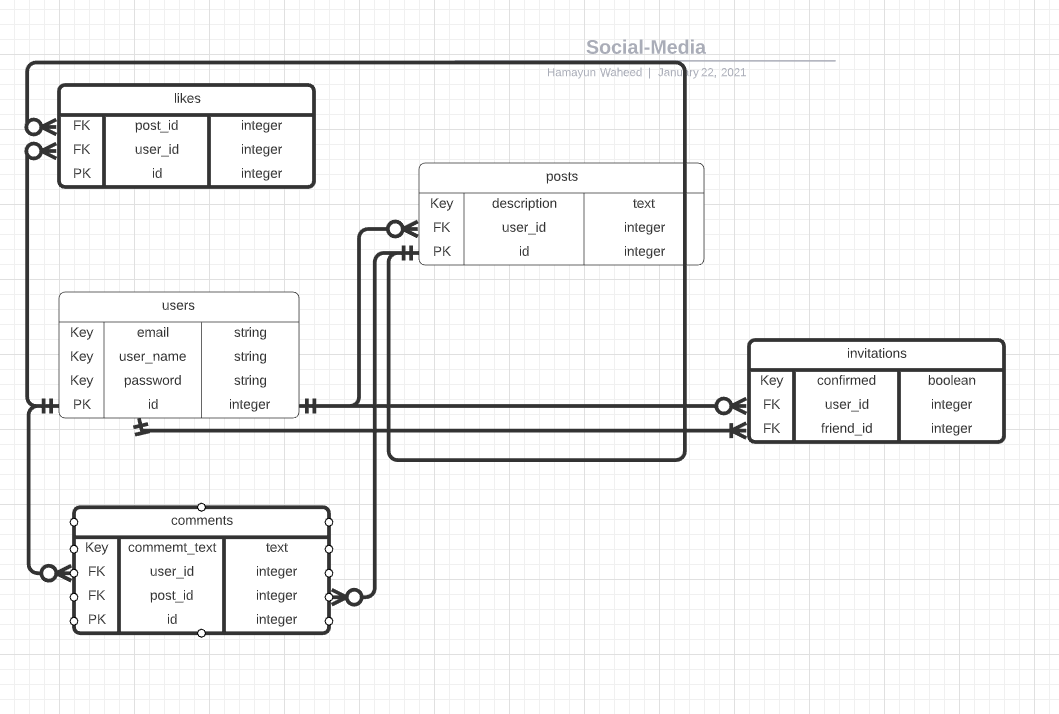 Social-Media
Hamayun Waheed | January 22, 2021
likes
FK post_id integer
FK user_id integer
PK id integer
posts
Key description text
FK user_id integer
PK id integer
users
Key email string
Key user_name string
Key password string
PK id integer
invitations
Key confirmed boolean
FK user_id integer
FK friend_id integer
comments
Key commemt_text text
FK user_id integer
FK post_id integer
PK id integer